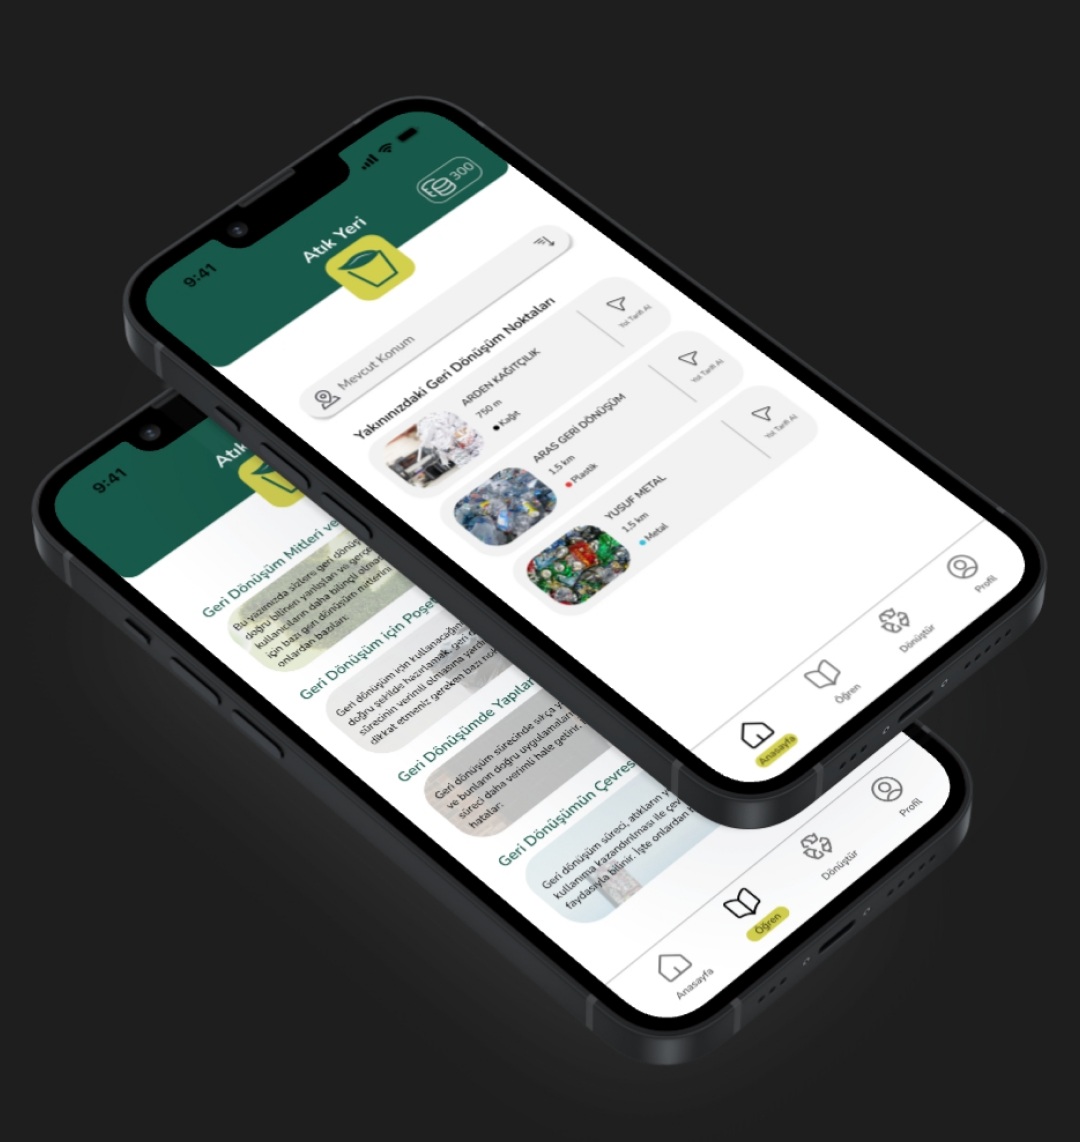 9:41
Atık Yeri
300
Mevcut Konum
Yakınınızdaki Geri Dönüşüm Noktaları
ARDEN KAĞITÇILIK
750 m
Kağıt
Yol Tarifi Al
ARAS GERİ DÖNÜŞÜM
1.5 km
Plastik
Yol Tarifi Al
YUSUF METAL
1.5 km
Metal
Yol Tarifi Al
Anasayfa
Öğren
Dönüştür
Profil
9:41
Atık
Geri Dönüşüm Mitleri ve
Bu yazımızda sizlere geri dönüş
doğru bilinen yanlışları ve gerçe
kullanıcıların daha bilinçli olma
için bazı geri dönüşüm mitlerini
onlardan bazıları:
Geri Dönüşüm için Poşet
Geri dönüşüm için kullanacağın
doğru şekilde hazırlamak, geri
sürecinin verimli olmasına yard
dikkat etmeniz gereken bazı nok
Geri Dönüşümde Yapılan
Geri dönüşüm sürecinde sıkça y
ve bunların doğru uygulamaları
süreci daha verimli hale getirir.
hatalar:
Geri Dönüşümün Çevres
Geri dönüşüm süreci, atıkların
kullanıma kazandırılması ile çev
faydasıyla bilinir. İşte onlardan
Anasayfa
Öğren
Dönüştür
Profil